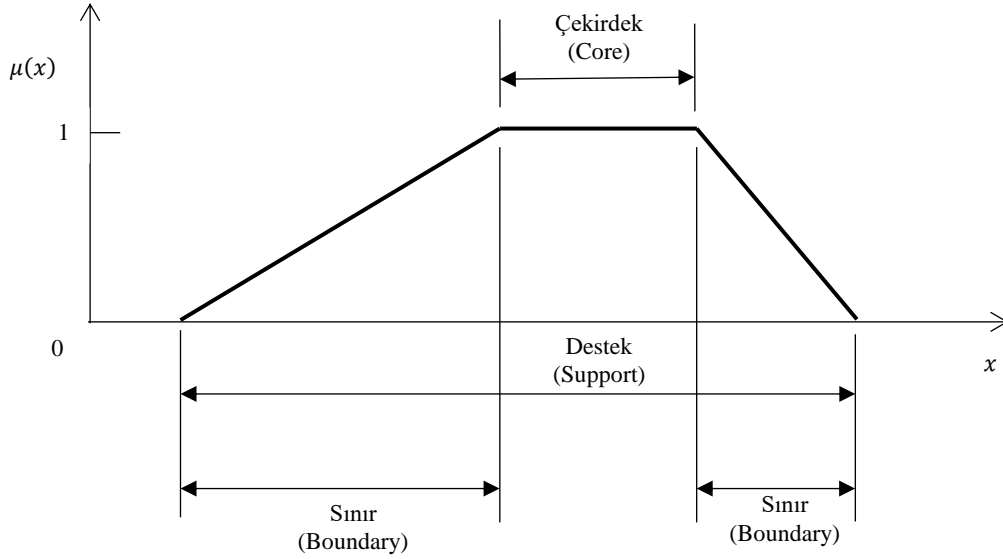 Çekirdek
(Core)
𝜇(𝑥)
1
0
Destek
(Support)
𝑥
Sınır
(Boundary)
Sınır
(Boundary)